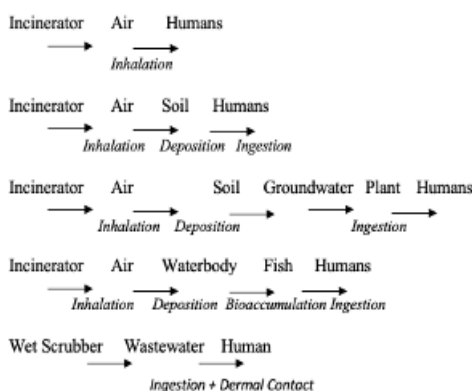 Incinerator Air Humans
Inhalation
Incinerator Air Soil Humans
Inhalation Deposition Ingestion
Incinerator Air Soil Groundwater Plant Humans
Inhalation Deposition Ingestion
Incinerator Air Waterbody Fish Humans
Inhalation Deposition Bioaccumulation Ingestion
Wet Scrubber Wastewater Human
Ingestion + Dermal Contact